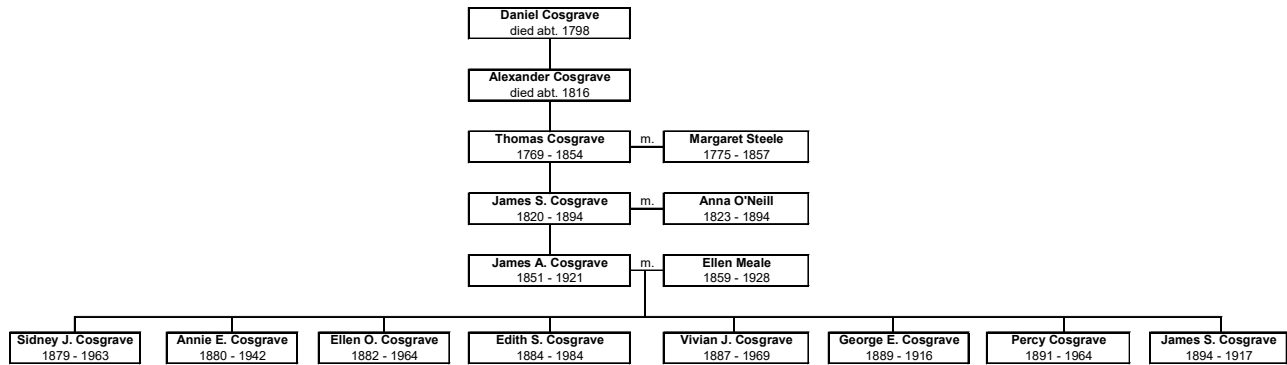 Daniel Cosgrave
died abt. 1798
Alexander Cosgrave
died abt. 1816
Thomas Cosgrave
1769 - 1854
m.
Margaret Steele
1775 - 1857
James S. Cosgrave
1820 - 1894
m.
Anna O'Neill
1823 - 1894
James A. Cosgrave
1851 - 1921
m.
Ellen Meale
1859 - 1928
Sidney J. Cosgrave
1879 - 1963
Annie E. Cosgrave
1880 - 1942
Ellen O. Cosgrave
1882 - 1964
Edith S. Cosgrave
1884 - 1984
Vivian J. Cosgrave
1887 - 1969
George E. Cosgrave
1889 - 1916
Percy Cosgrave
1891 - 1964
James S. Cosgrave
1894 - 1917